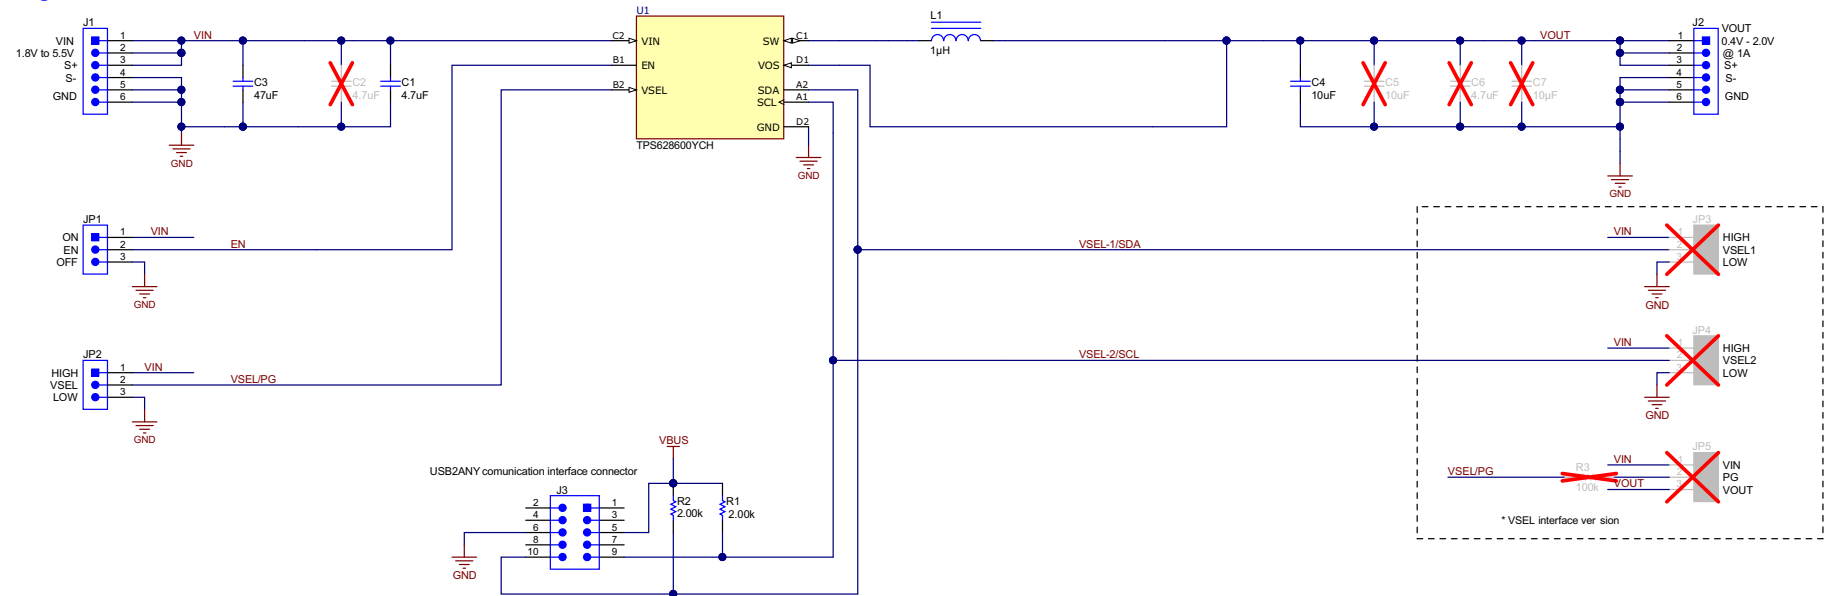 J1
VIN
1.8V to 5.5V
S+
S-
GND
1
2
3
4
5
6
VIN
GND
C3
47uF
C2
4.7uF
C1
4.7uF
U1
C2
B1
B2
VIN
EN
VSEL
SW
VOS
SDA
SCL
GND
C1
D1
A2
A1
D2
TPS628600YCH
GND
L1
1µH
C4
10uF
C5
10uF
C6
4.7uF
C7
10µF
VOUT
J2
1
2
3
4
5
6
VOUT
0.4V - 2.0V
@ 1A
S+
S-
GND
GND
JP1
ON
EN
OFF
1
2
3
VIN
EN
GND
JP2
HIGH
VSEL
LOW
1
2
3
VIN
VSEL/PG
GND
VSEL-1/SDA
VSEL-2/SCL
JP3
VIN
HIGH
VSEL1
LOW
GND
JP4
VIN
HIGH
VSEL2
LOW
GND
JP5
VSEL/PG
R3
100k
VIN
VOUT
VIN
PG
VOUT
* VSEL interface ver sion
USB2ANY comunication interface connector
VBUS
J3
2
4
6
8
10
1
3
5
7
9
R2
2.00k
R1
2.00k
GND